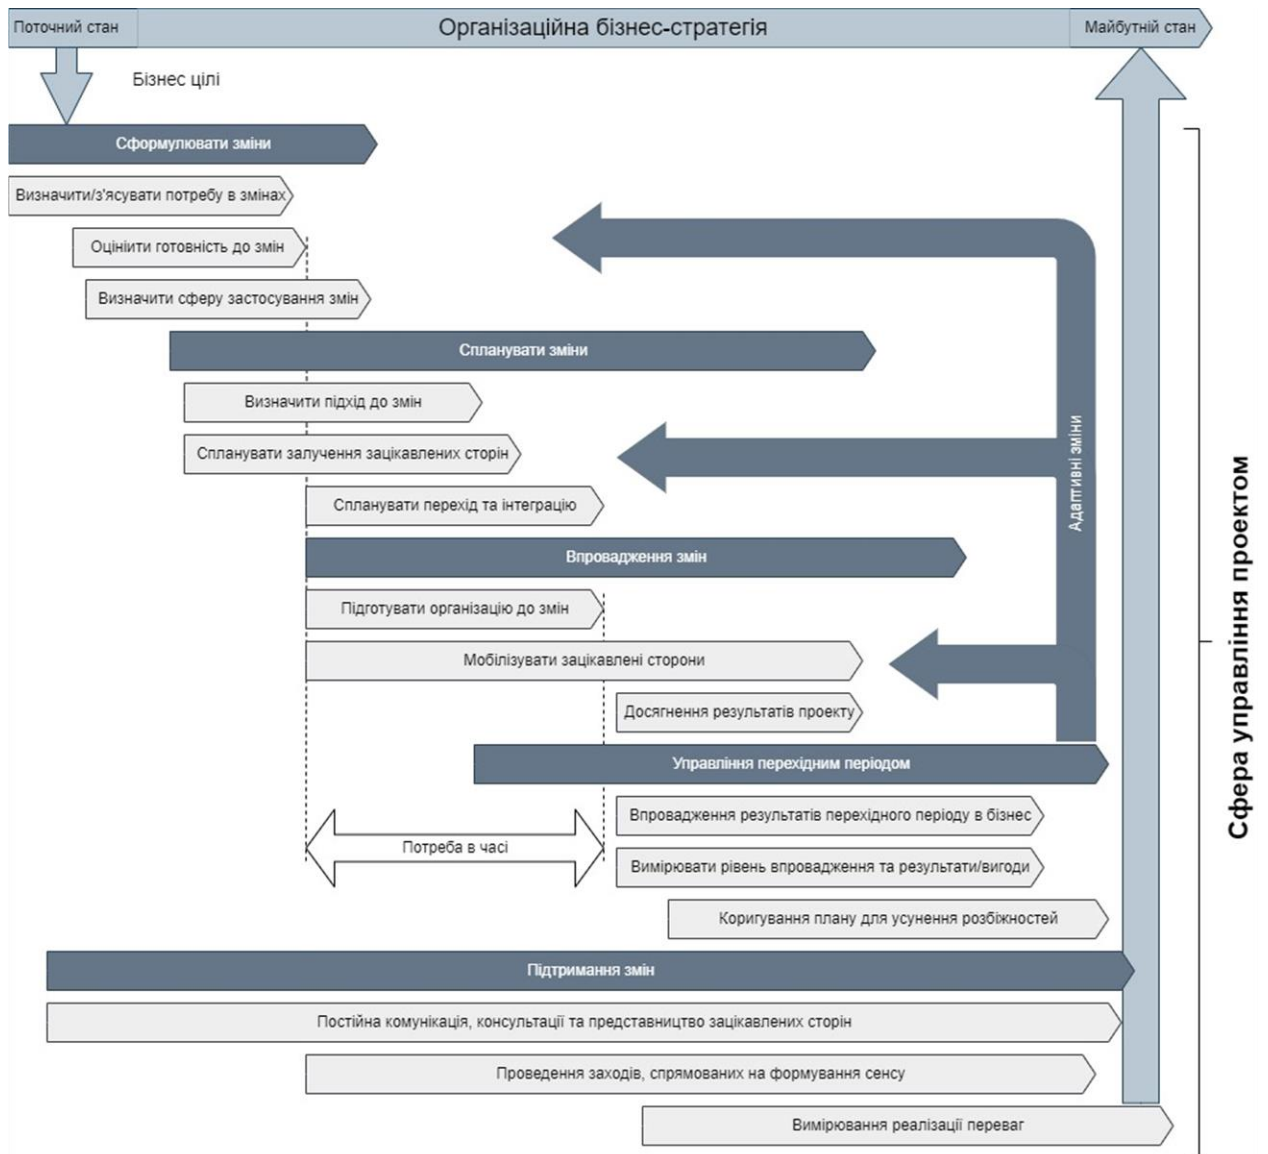 Поточний стан
Організаційна бізнес-стратегія
Майбутній стан
Бізнес цілі
Сформулювати зміни
Визначити/з'ясувати потребу в змінах
Оцініити готовність до змін
Визначити сферу застосування змін
Спланувати зміни
Визначити підхід до змін
Спланувати залучення зацікавлених сторін
Спланувати перехід та інтеграцію
Адаптивні зміни
Впровадження змін
Підготувати організацію до змін
Мобілізувати зацікавлені сторони
Досягнення результатів проекту
Управління перехідним періодом
Впровадження результатів перехідного періоду в бізнес
Потреба в часі
Вимірювати рівень впровадження та результати/вигоди
Коригування плану для усунення розбіжностей
Підтримання змін
Постійна комунікація, консультації та представництво зацікавлених сторін
Проведення заходів, спрямованих на формування сенсу
Вимірювання реалізації переваг
Сфера управління проектом